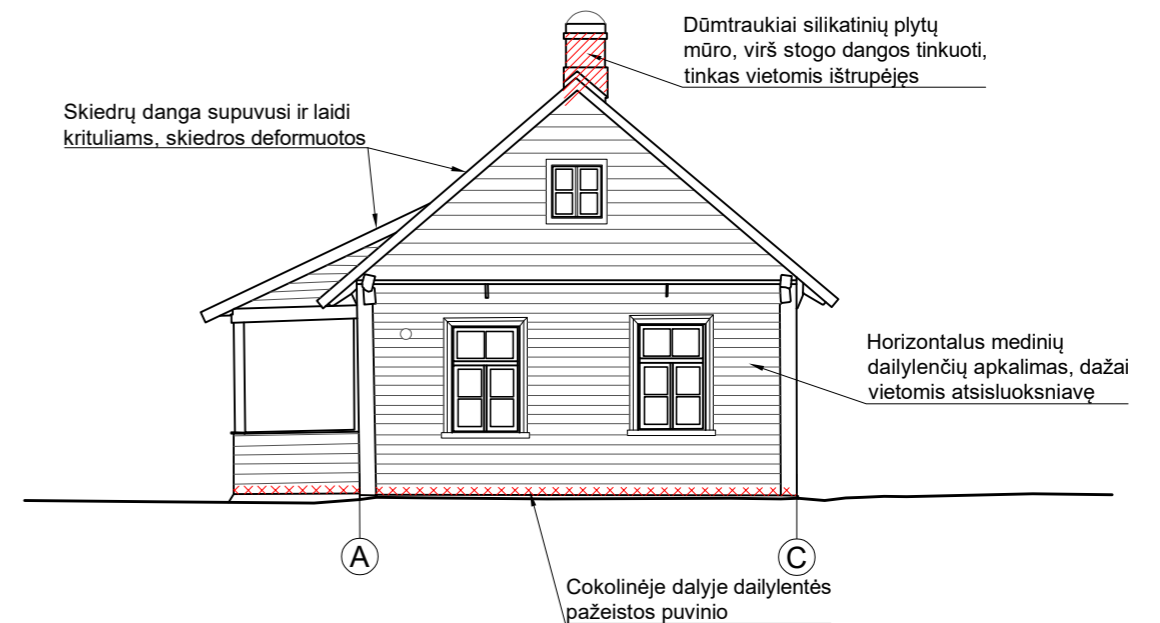 Dūmtraukiai silikatinių plytų
mūro, virš stogo dangos tinkuoti,
tinkas vietomis ištrupėjęs
Skiedrų danga supuvusi ir laidi
krituliams, skiedros deformuotos
Horizontalus medinių
dailylenčių apkalimas, dažai
vietomis atsisluoksniavę
A
C
Cokolinėje dalyje dailylentės
pažeistos puvinio